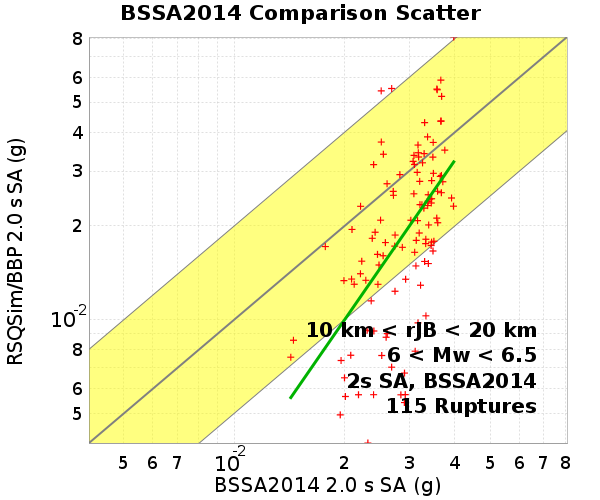 BSSA2014 Comparison Scatter
RSQSim/BBP 2.0 s SA (g)
8
6
5
4
3
2
10-2
8
6
5
10 km < rJB < 20 km
6 < Mw < 6.5
2s SA, BSSA2014
115 Ruptures
5 6 7 10-2 2 3 4 5 6 7 8
BSSA2014 2.0 s SA (g)